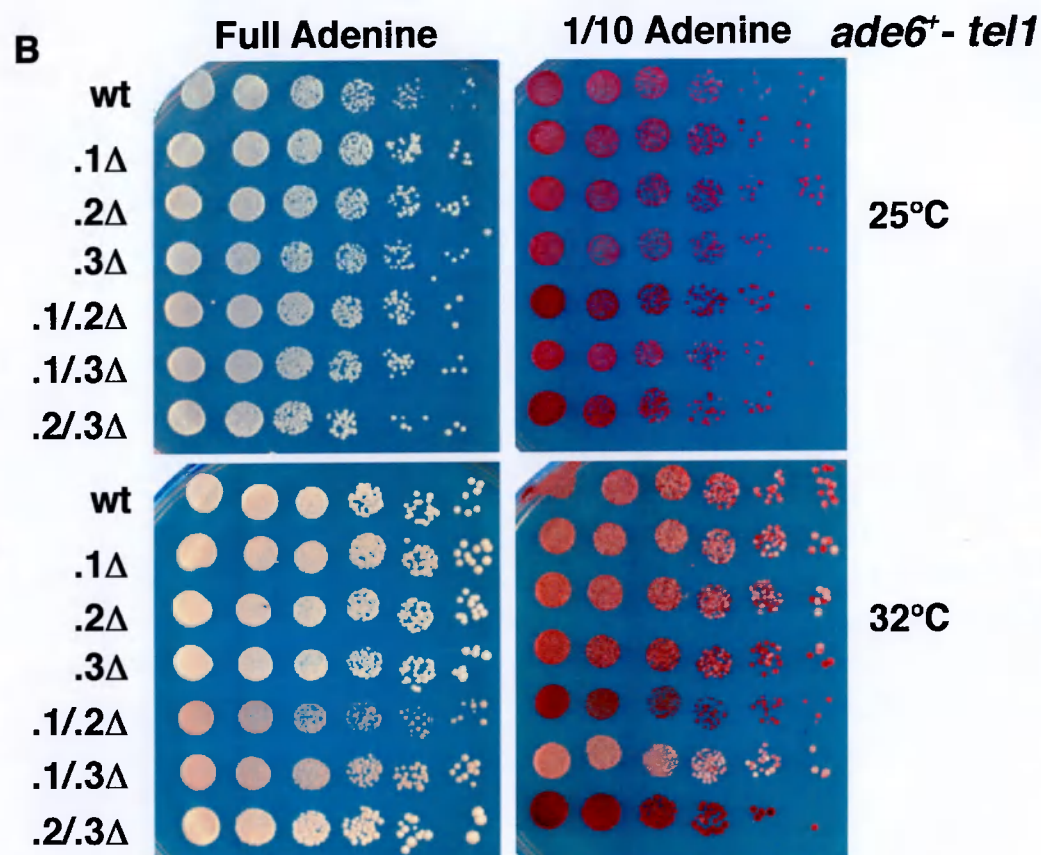 B
Full Adenine
1/10 Adenine
ade6⁺- tel1
wt
.1Δ
.2Δ
.3Δ
.1/.2Δ
.1/.3Δ
.2/.3Δ
25°C
wt
.1Δ
.2Δ
.3Δ
.1/.2Δ
.1/.3Δ
.2/.3Δ
32°C